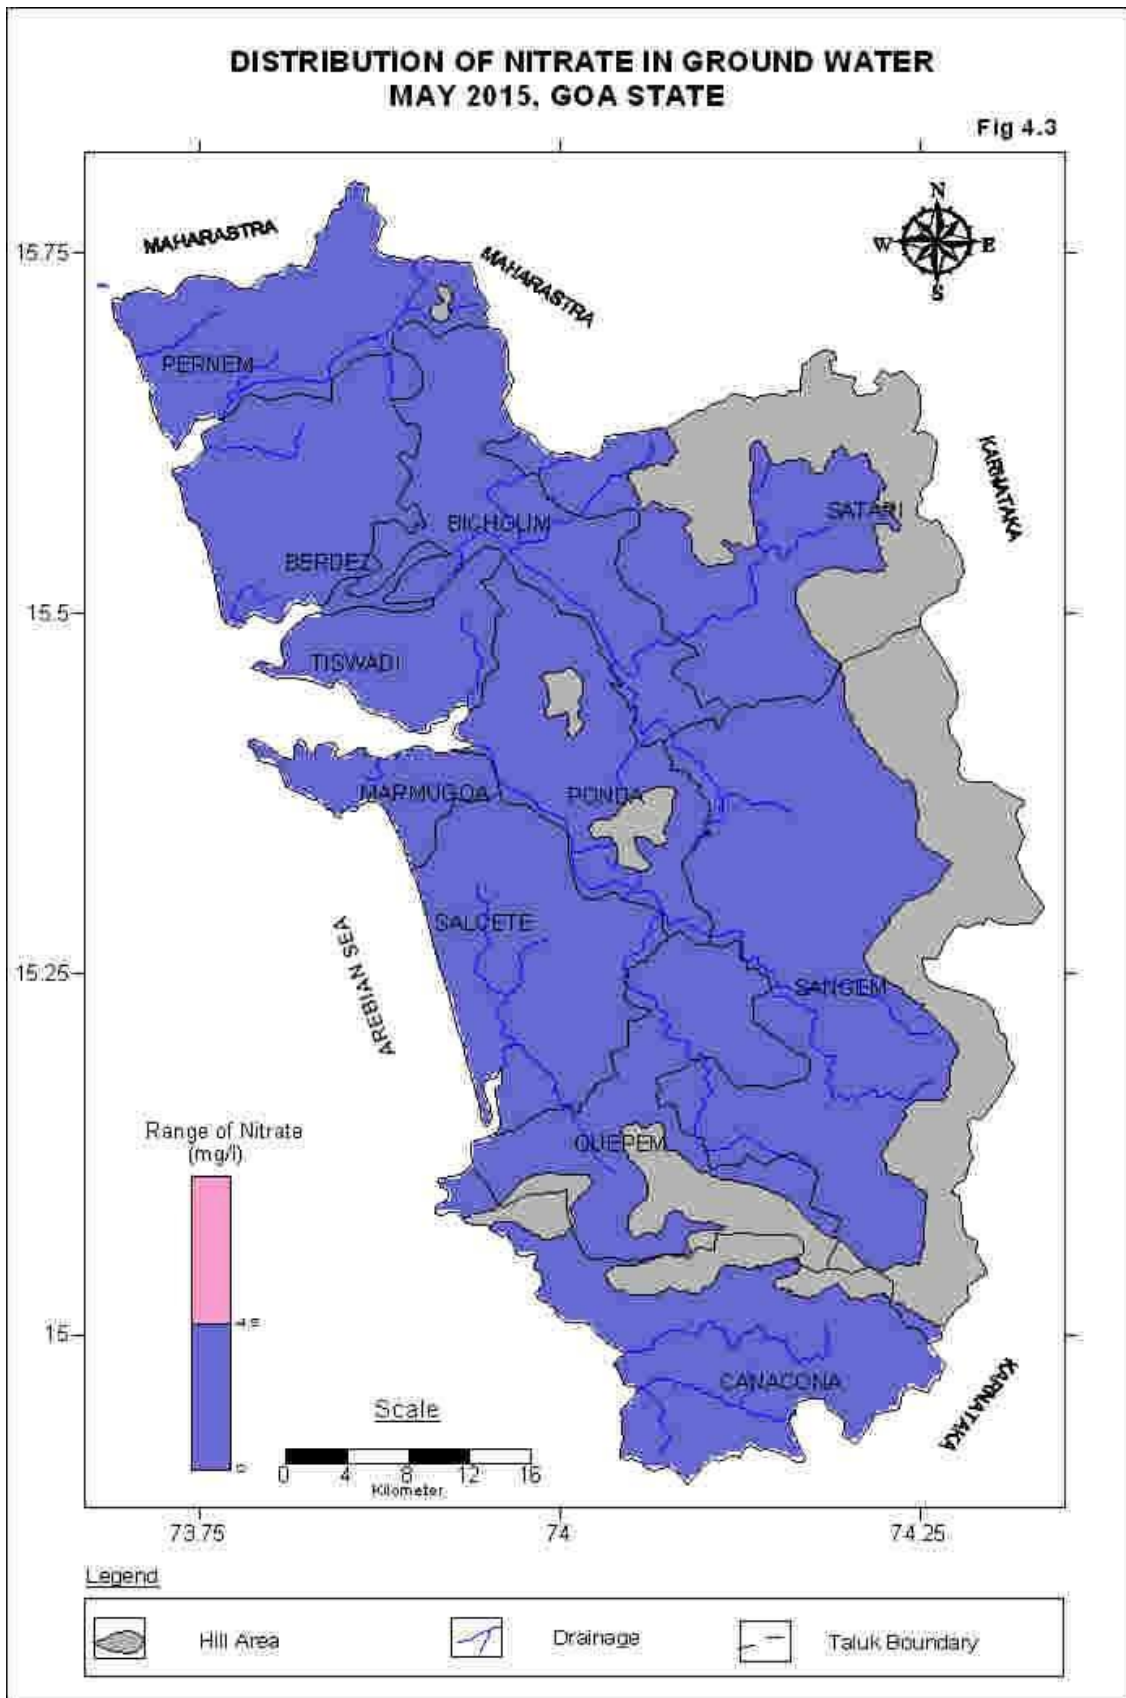 DISTRIBUTION OF NITRATE IN GROUND WATER
MAY 2015, GOA STATE
Fig 4.3
N
W E
S
15.75
MAHARASTRA
MAHARASTRA
PERNEM
KARNATAKA
SATARI
BICHOLIM
BERDEZ
15.5
TISWADI
MARMUGOA
PONDA
SALCETE
AREBIAN SEA
15.25
SANGEM
QUEPEM
Range of Nitrate
(mg/l)
45
0
15
CANACONA
KARNATAKA
Scale
0 4 8 12 16
Kilometer
73.75 74 74.25
Legend
Hill Area
Drainage
Taluk Boundary